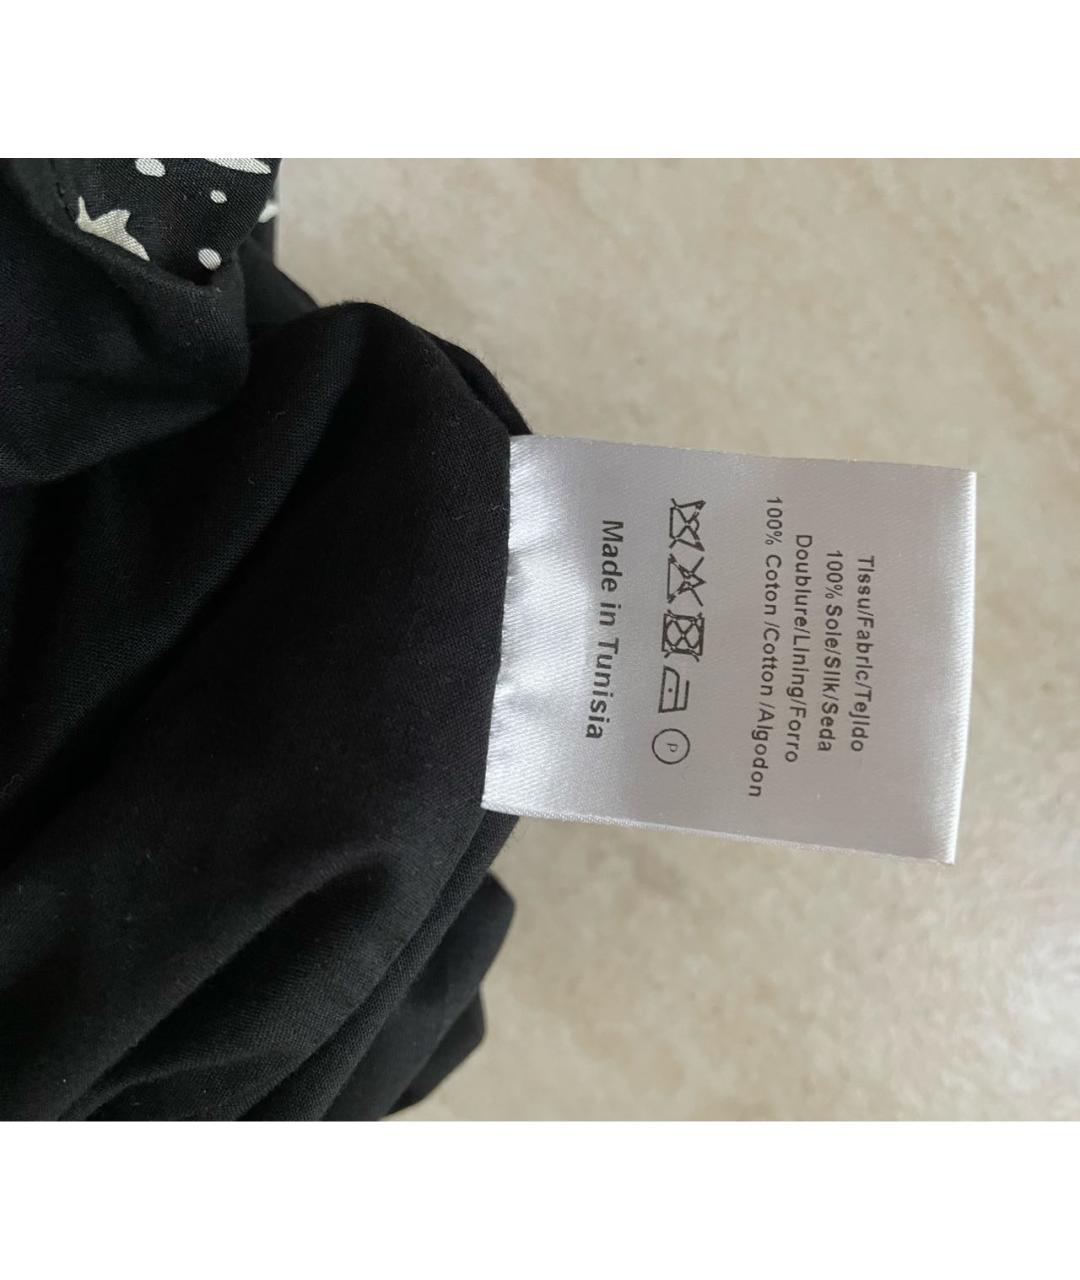 Tissu/Fabric/Tejido
100% Soie/Silk/Seda
Doublure/Lining/Forro
100% Coton /Cotton /Algodon
P
Made in Tunisia